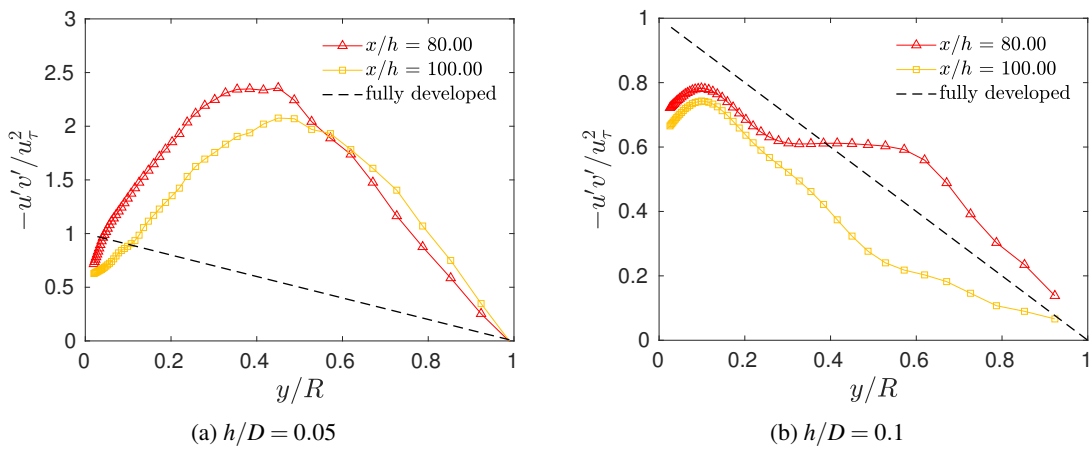 3
2.5
2
1.5
1
0.5
0
0 0.2 0.4 0.6 0.8 1
y/R
−u′v′/u²τ
x/h = 80.00
x/h = 100.00
fully developed
(a) h/D = 0.05
1
0.8
0.6
0.4
0.2
0
0 0.2 0.4 0.6 0.8 1
y/R
−u′v′/u²τ
x/h = 80.00
x/h = 100.00
fully developed
(b) h/D = 0.1